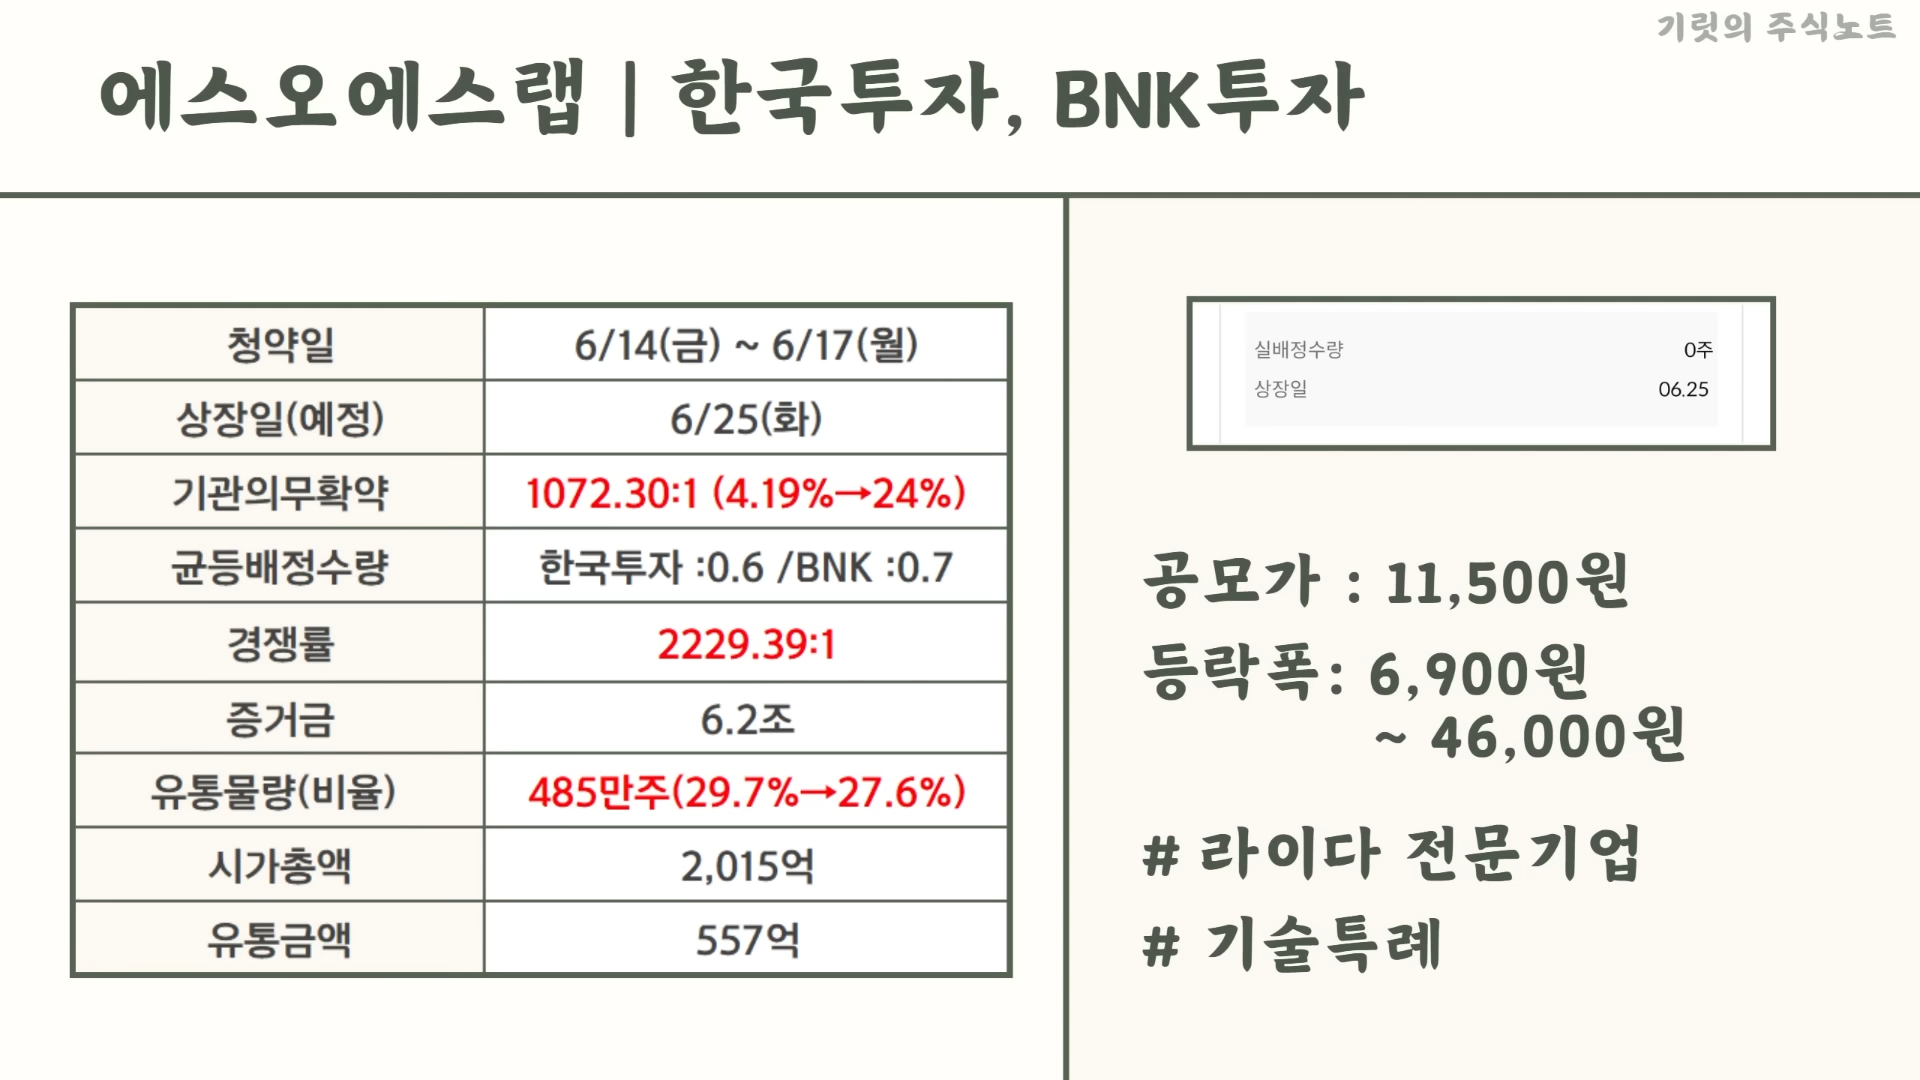 기릿의 주식노트
에스오에스랩 | 한국투자, BNK투자
청약일 6/14(금) ~ 6/17(월)
상장일(예정) 6/25(화)
기관의무확약 1072.30:1 (4.19%→24%)
균등배정수량 한국투자 :0.6 /BNK :0.7
경쟁률 2229.39:1
증거금 6.2조
유통물량(비율) 485만주(29.7%→27.6%)
시가총액 2,015억
유통금액 557억
실배정수량 0주
상장일 06.25
공모가 : 11,500원
등락폭: 6,900원
~ 46,000원
# 라이다 전문기업
# 기술특례